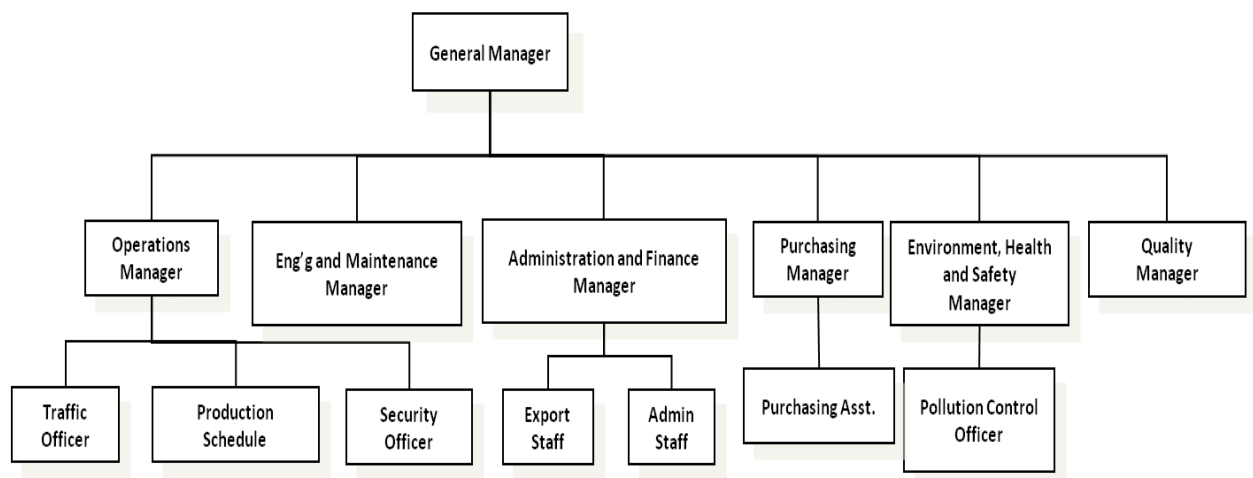 General Manager
Operations
Manager
Eng'g and Maintenance
Manager
Administration and Finance
Manager
Purchasing
Manager
Environment, Health
and Safety
Manager
Quality
Manager
Traffic
Officer
Production
Schedule
Security
Officer
Export
Staff
Admin
Staff
Purchasing Asst.
Pollution Control
Officer